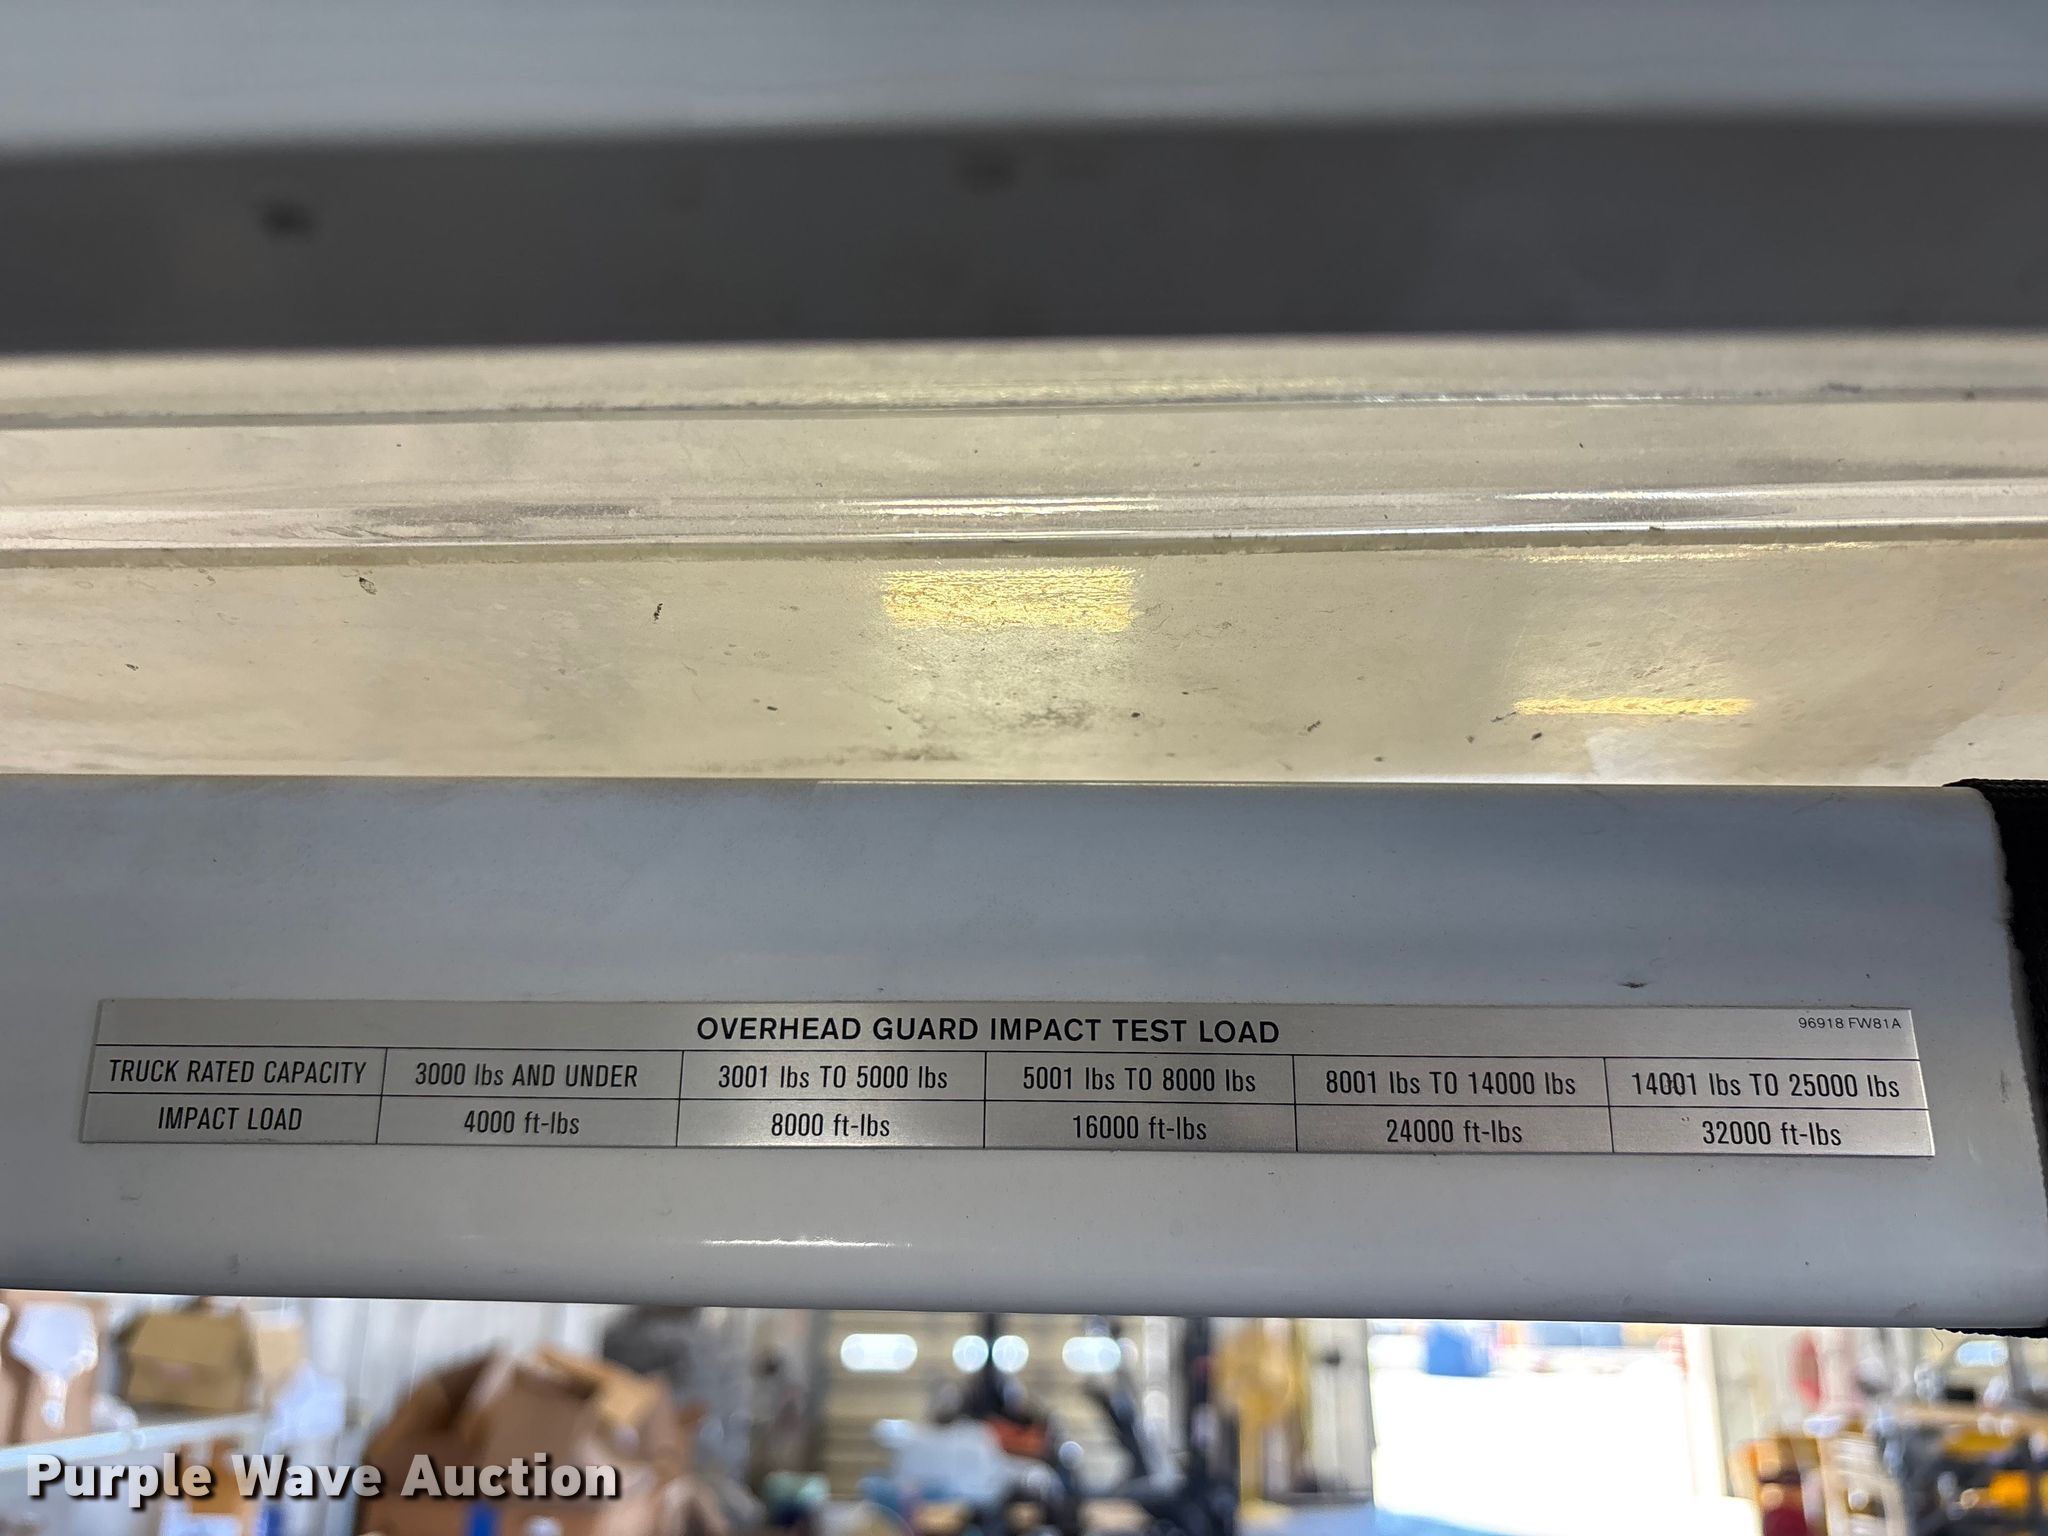 OVERHEAD GUARD IMPACT TEST LOAD 96918 FW81A
TRUCK RATED CAPACITY 3000 lbs AND UNDER 3001 lbs TO 5000 lbs 5001 lbs TO 8000 lbs 8001 lbs TO 14000 lbs 14001 lbs TO 25000 lbs
IMPACT LOAD 4000 ft-lbs 8000 ft-lbs 16000 ft-lbs 24000 ft-lbs 32000 ft-lbs
Purple Wave Auction